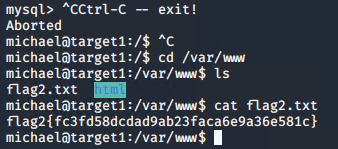 mysql> ^CCtrl-C -- exit!
Aborted
michael@target1:/$ ^C
michael@target1:/$ cd /var/www
michael@target1:/var/www$ ls
flag2.txt  html
michael@target1:/var/www$ cat flag2.txt
flag2{fc3fd58dcdad9ab23faca6e9a36e581c}
michael@target1:/var/www$